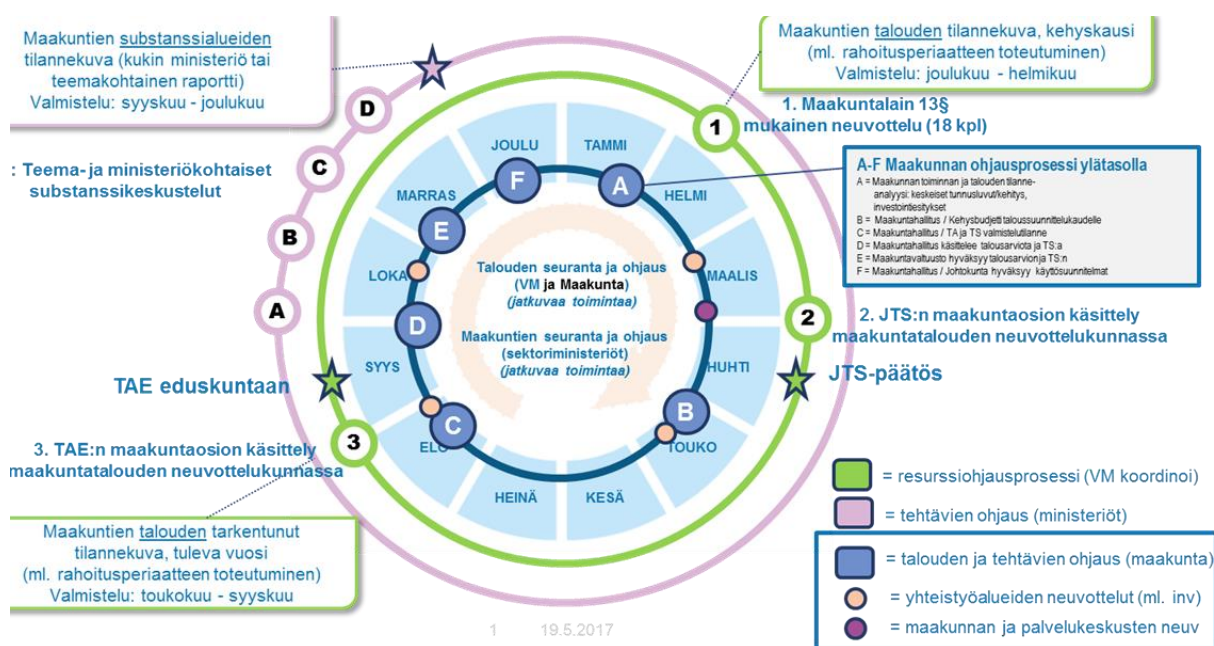 Maakuntien substanssialueiden
tilannekuva (kukin ministeriö tai
teemakohtainen raportti)
Valmistelu: syyskuu - joulukuu
Maakuntien talouden tilannekuva, kehyskausi
(ml. rahoitusperiaatteen toteutuminen)
Valmistelu: joulukuu - helmikuu
1. Maakuntalain 13§
mukainen neuvottelu (18 kpl)
: Teema- ja ministeriökohtaiset
substanssikeskustelut
A-F Maakunnan ohjausprosessi ylätasolla
A = Maakunnan toiminnan ja talouden tilanne-
analyysi: keskeiset tunnusluvut/kehitys,
investointiesitykset
B = Maakuntahallitus / Kehysbudjetti taloussuunnittelukaudelle
C = Maakuntahallitus / TA ja TS valmistelutilanne
D = Maakuntahallitus käsittelee talousarviota ja TS:a
E = Maakuntavaltuusto hyväksyy talousarvion ja TS:n
F = Maakuntahallitus / Johtokunta hyväksyy käyttösuunnitelmat
D
C
B
A
1
2
3
JOULU
TAMMI
HELMI
MAALIS
HUHTI
TOUKO
KESÄ
HEINÄ
ELO
SYYS
LOKA
MARRAS
F
A
B
C
D
E
Talouden seuranta ja ohjaus
(VM ja Maakunta)
(jatkuvaa toimintaa)
Maakuntien seuranta ja ohjaus
(sektoriministeriöt)
(jatkuvaa toimintaa)
2. JTS:n maakuntaosion käsittely
maakuntatalouden neuvottelukunnassa
JTS-päätös
TAE eduskuntaan
3. TAE:n maakuntaosion käsittely
maakuntatalouden neuvottelukunnassa
Maakuntien talouden tarkentunut
tilannekuva, tuleva vuosi
(ml. rahoitusperiaatteen toteutuminen)
Valmistelu: toukokuu - syyskuu
= resurssiohjausprosessi (VM koordinoi)
= tehtävien ohjaus (ministeriöt)
= talouden ja tehtävien ohjaus (maakunta)
= yhteistyöalueiden neuvottelut (ml. inv)
= maakunnan ja palvelukeskusten neuv
1 19.5.2017